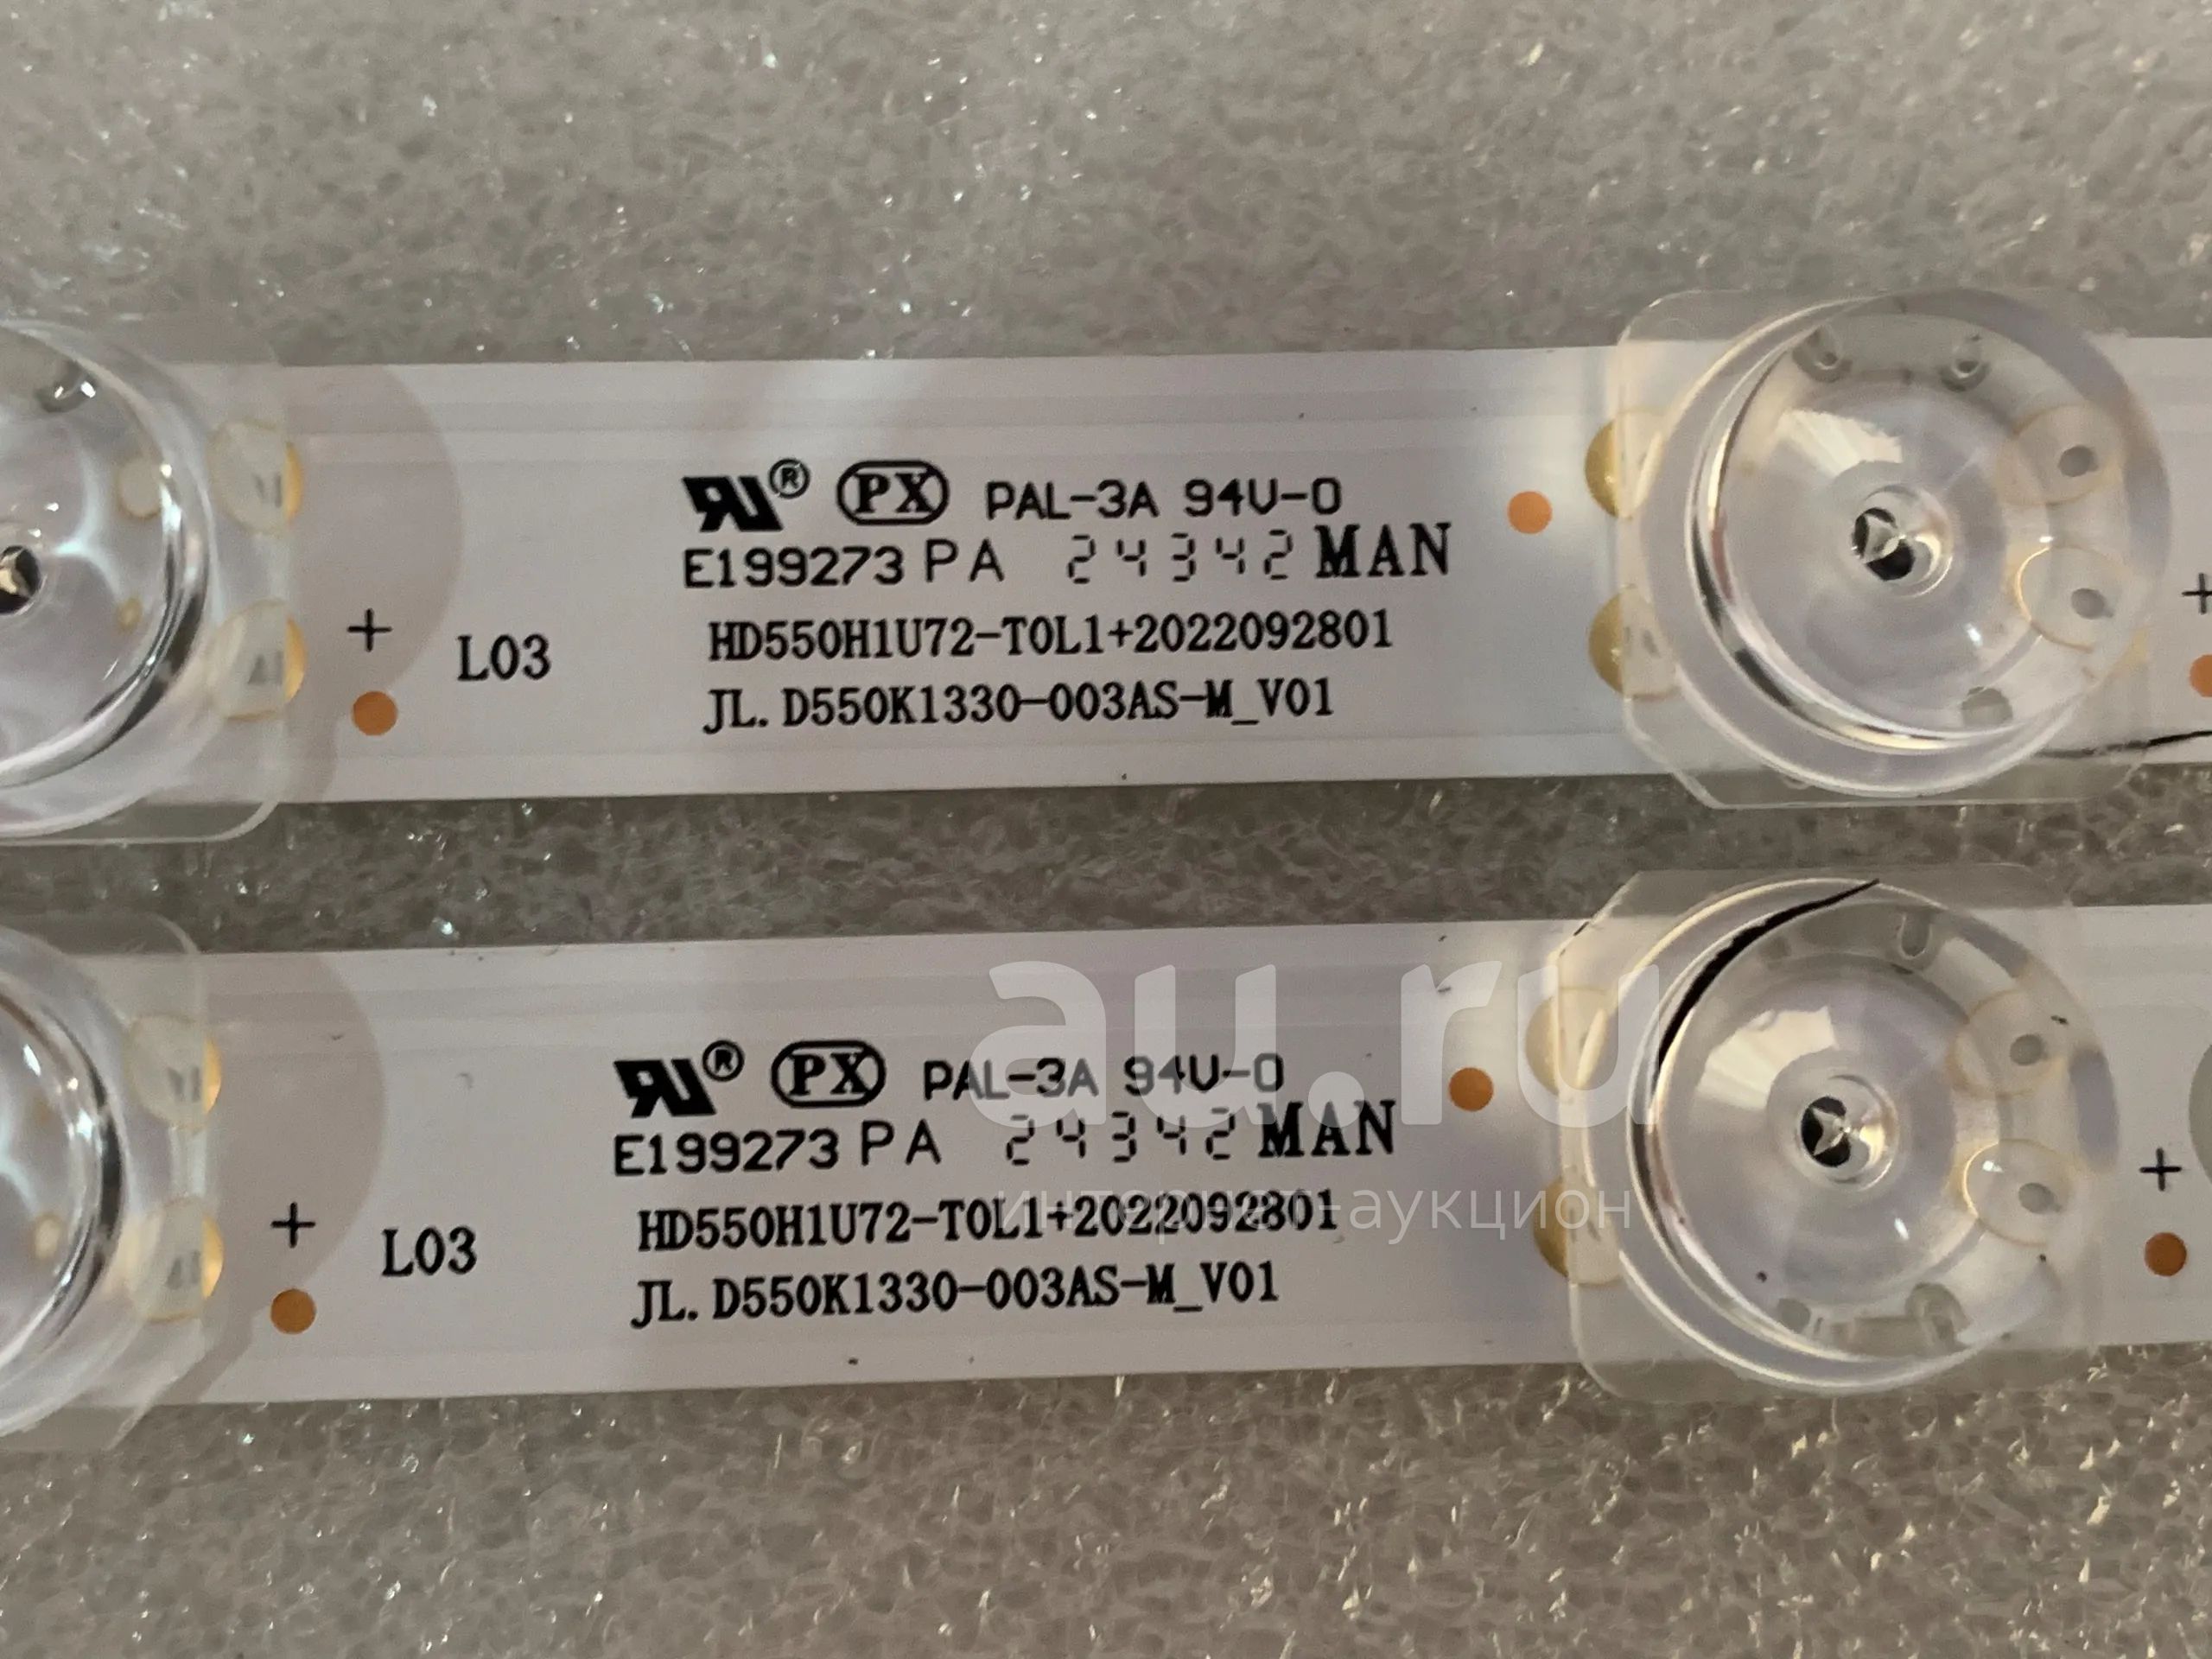 RU® PX PAL-3A 94V-0
E199273 PA 24342 MAN
HD550H1U72-T0L1+2022092801
+ L03
JL.D550K1330-003AS-M_V01
+
au.ru
интернет-аукцион
RU® PX PAL-3A 94V-0
E199273 PA 24342 MAN
HD550H1U72-T0L1+2022092801
+ L03
JL.D550K1330-003AS-M_V01
+